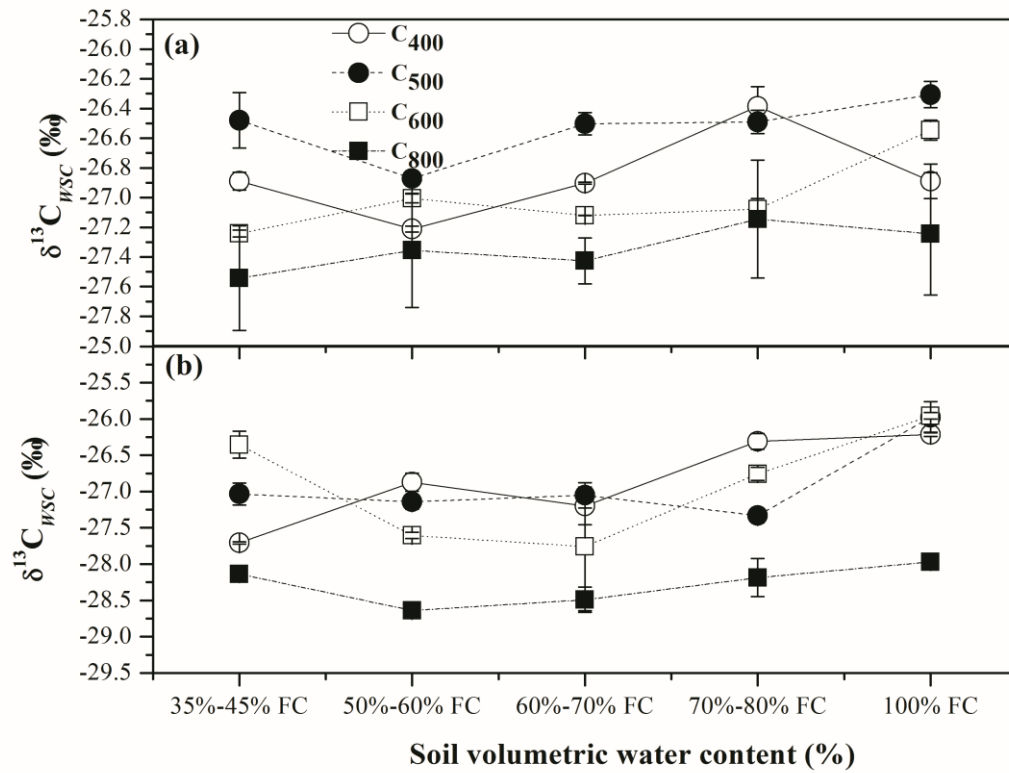 (a)
C400
C500
C600
C800
δ13CWSC (‰)
-25.8
-26.0
-26.2
-26.4
-26.6
-26.8
-27.0
-27.2
-27.4
-27.6
-27.8
-25.0
(b)
δ13CWSC (‰)
-25.5
-26.0
-26.5
-27.0
-27.5
-28.0
-28.5
-29.0
-29.5
35%-45% FC 50%-60% FC 60%-70% FC 70%-80% FC 100% FC
Soil volumetric water content (%)